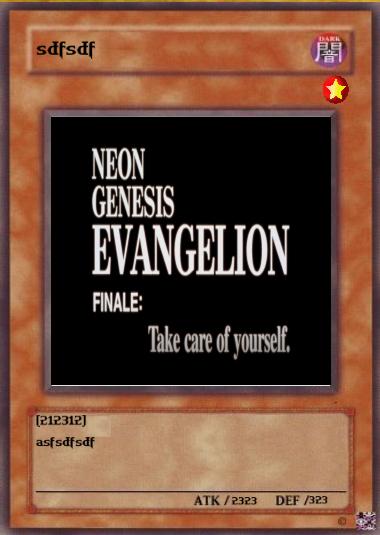 sdfsdf
DARK
闇
NEON
GENESIS
EVANGELION
FINALE:
Take care of yourself.
[212312]
asfsdfsdf
ATK / 2323 DEF / 323
©